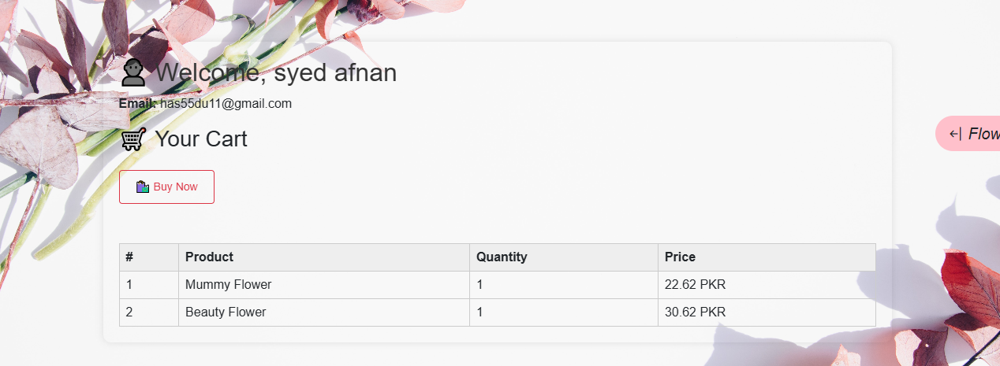 Welcome, syed afnan
Email: has55du11@gmail.com
Your Cart
Flow
Buy Now
# Product Quantity Price
1 Mummy Flower 1 22.62 PKR
2 Beauty Flower 1 30.62 PKR